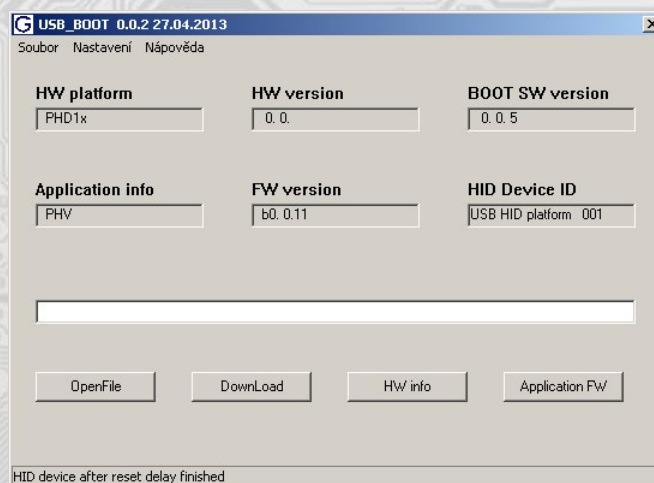 USB_BOOT 0.0.2 27.04.2013
Soubor Nastavení Nápověda
HW platform HW version BOOT SW version
PHD1x 0. 0. 0. 0. 5
Application info FW version HID Device ID
PHV b0. 0.11 USB HID platform 001
OpenFile DownLoad HW info Application FW
HID device after reset delay finished